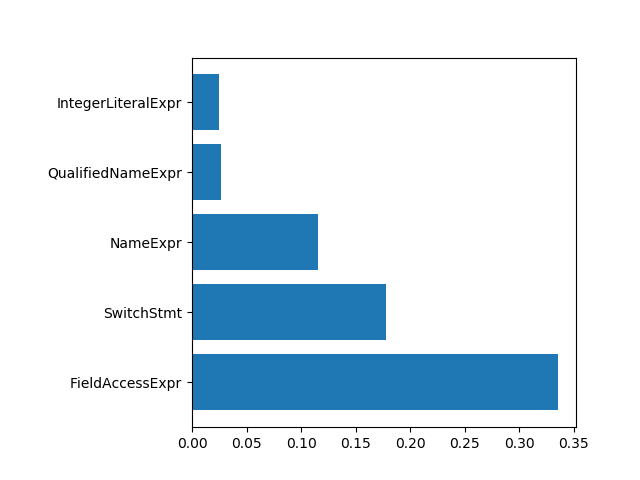 IntegerLiteralExpr
QualifiedNameExpr
NameExpr
SwitchStmt
FieldAccessExpr
0.00 0.05 0.10 0.15 0.20 0.25 0.30 0.35